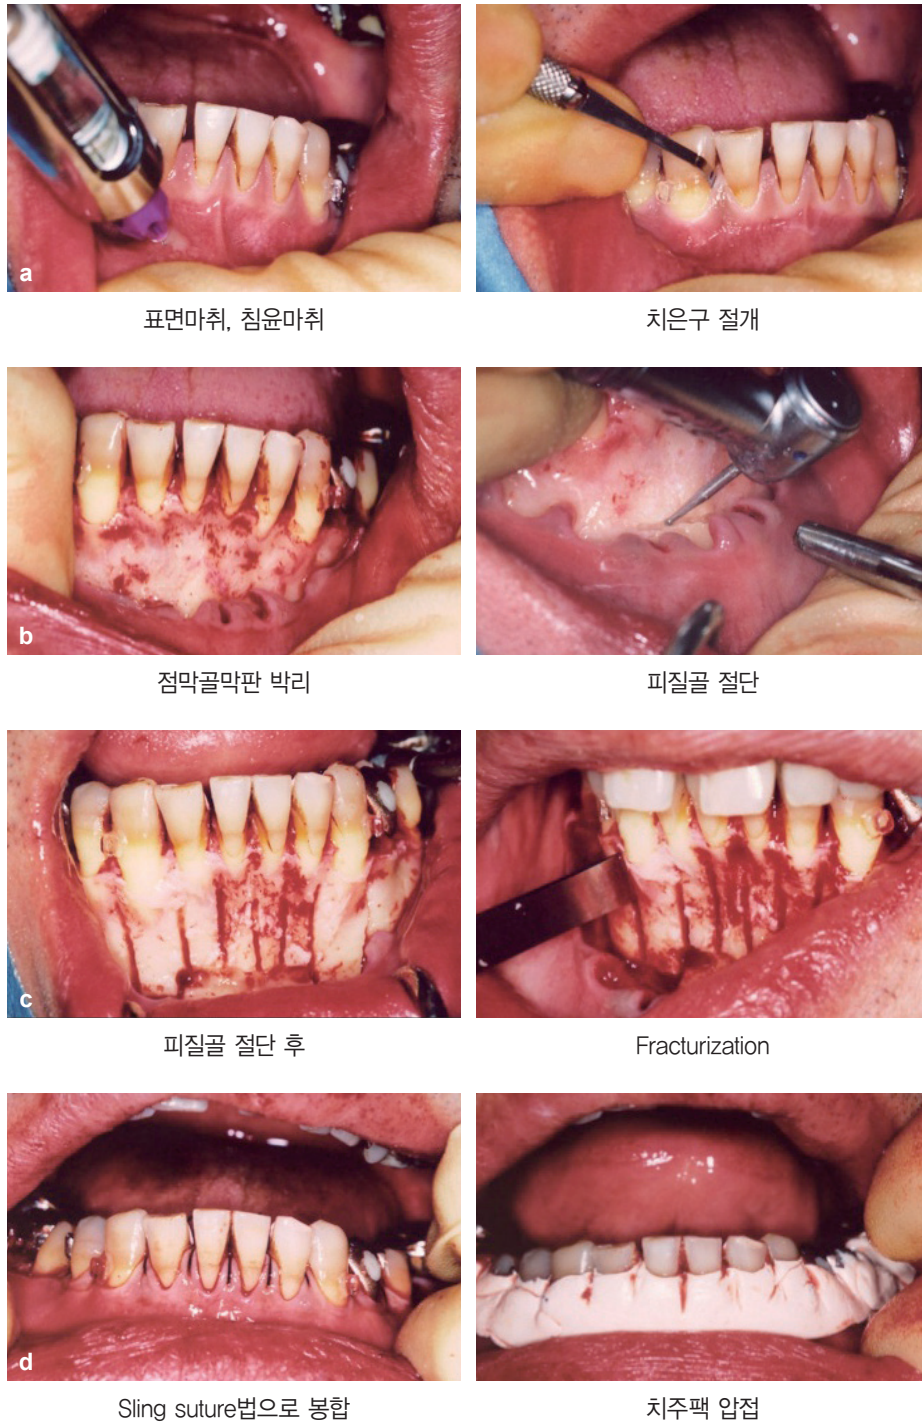 a
표면마취, 침윤마취
치은구 절개
b
점막골막판 박리
피질골 절단
c
피질골 절단 후
Fracturization
d
Sling suture법으로 봉합
치주팩 압접